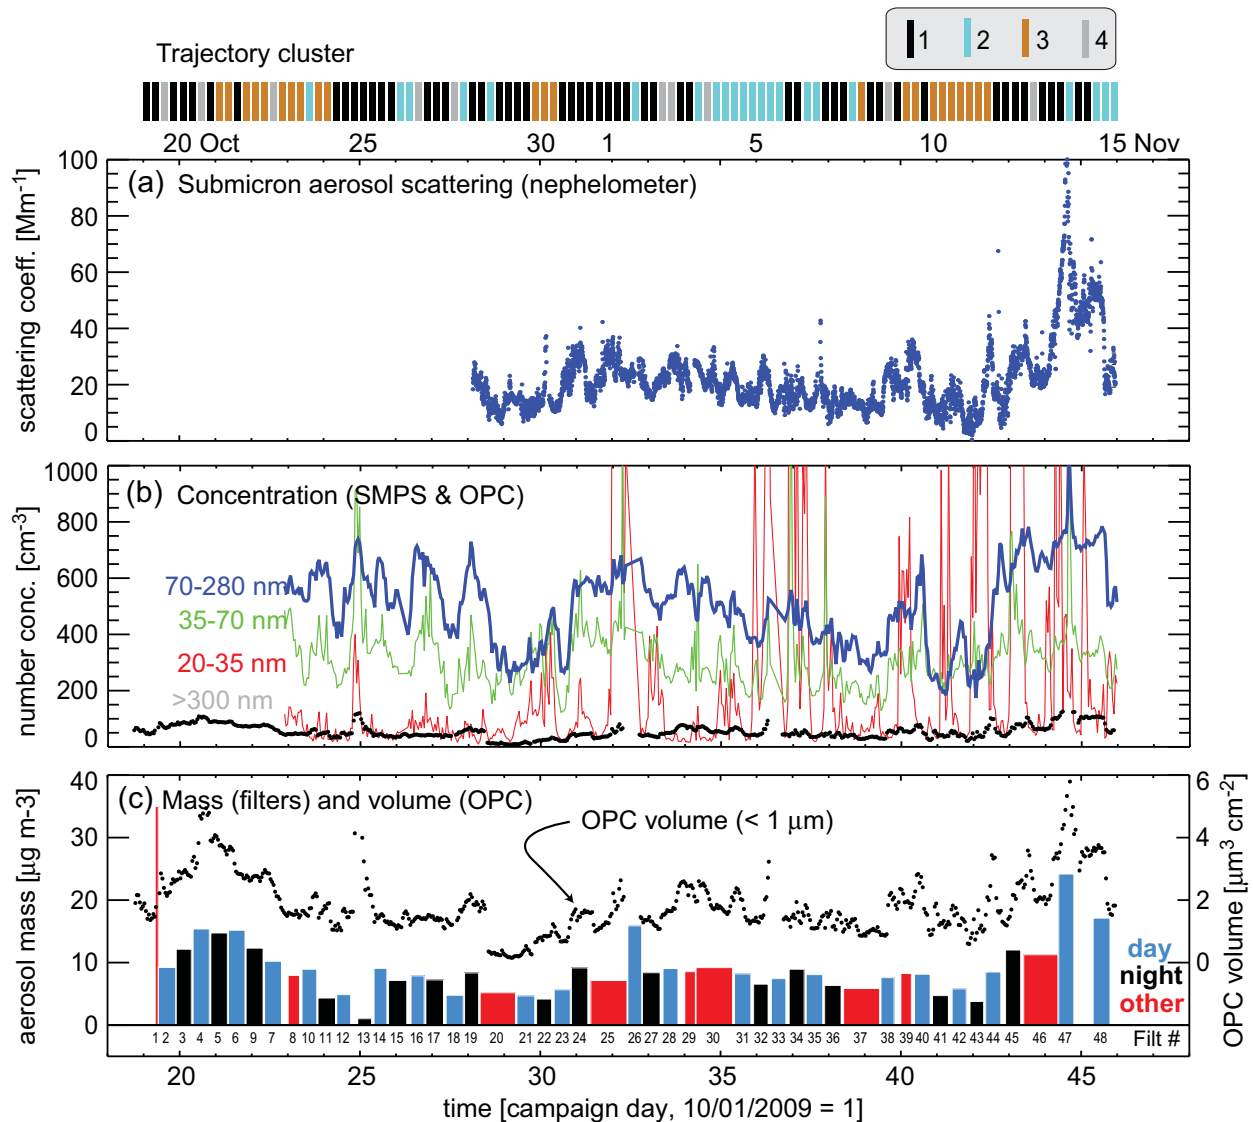 1 2 3 4
Trajectory cluster
20 Oct 25 30 1 5 10 15 Nov
(a) Submicron aerosol scattering (nephelometer)
scattering coeff. [Mm⁻¹]
100
80
60
40
20
0
(b) Concentration (SMPS & OPC)
number conc. [cm⁻³]
1000
800
600
400
200
0
70-280 nm
35-70 nm
20-35 nm
>300 nm
(c) Mass (filters) and volume (OPC)
OPC volume (< 1 μm)
aerosol mass [µg m-3]
40
30
20
10
0
6
4
2
0
OPC volume [µm³ cm⁻²]
day
night
other
1 2 3 4 5 6 9 7 8 10 11 12 13 14 15 16 17 18 19 20 21 22 23 24 25 26 27 28 29 30 31 32 33 34 35 36 37 38 39 40 41 42 43 44 45 46 47 48 Filt #
20 25 30 35 40 45
time [campaign day, 10/01/2009 = 1]